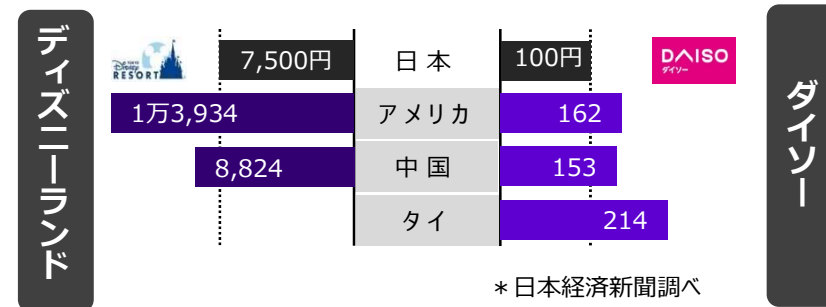 ディズニーランド
Tokyo Disney RESORT
7,500円 日本 100円
DAISO
ダイソー
1万3,934 アメリカ 162
8,824 中国 153
タイ 214
ダイソー
＊日本経済新聞調べ